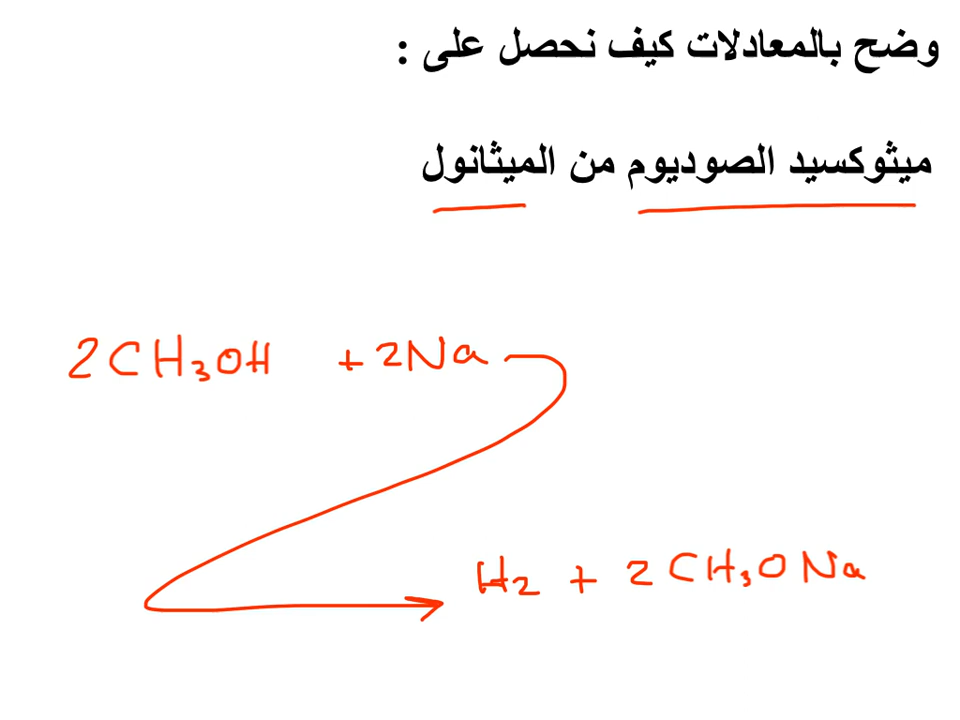 وضح بالمعادلات كيف نحصل على :
ميثوكسيد الصوديوم من الميثانول
2CH₃OH + 2Na
H₂ + 2CH₃ONa